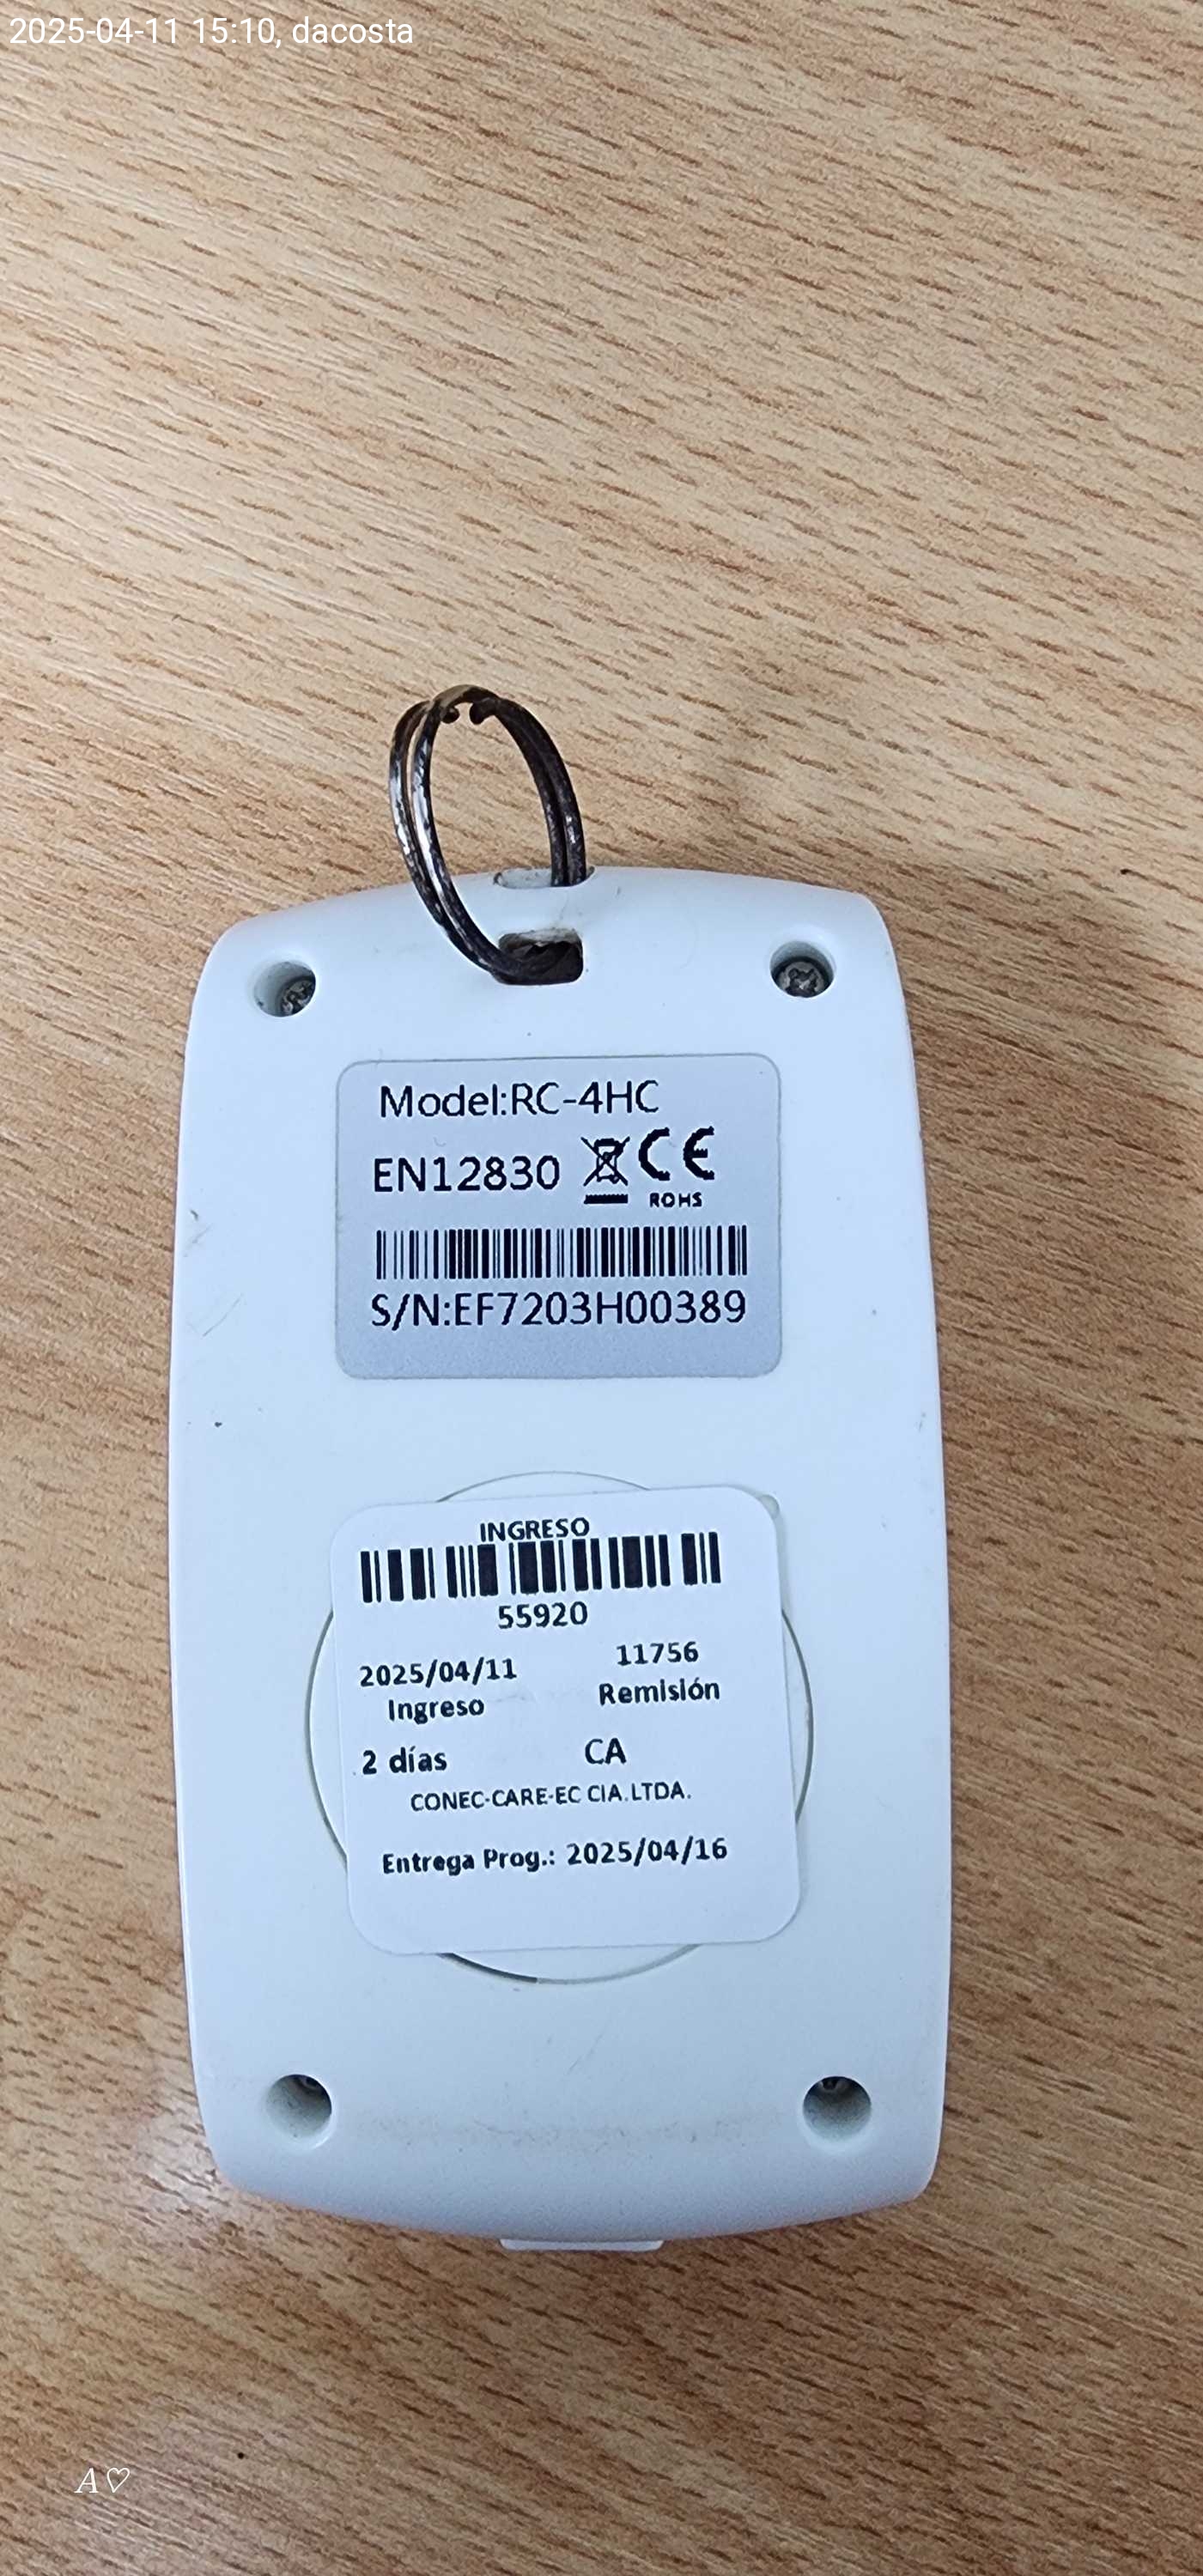 2025-04-11 15:10, dacosta
Model:RC-4HC
EN12830 CE
ROHS
S/N:EF7203H00389
INGRESO
55920
2025/04/11 11756
Ingreso Remisión
2 días CA
CONEC-CARE-EC CIA.LTDA.
Entrega Prog.: 2025/04/16
A♡